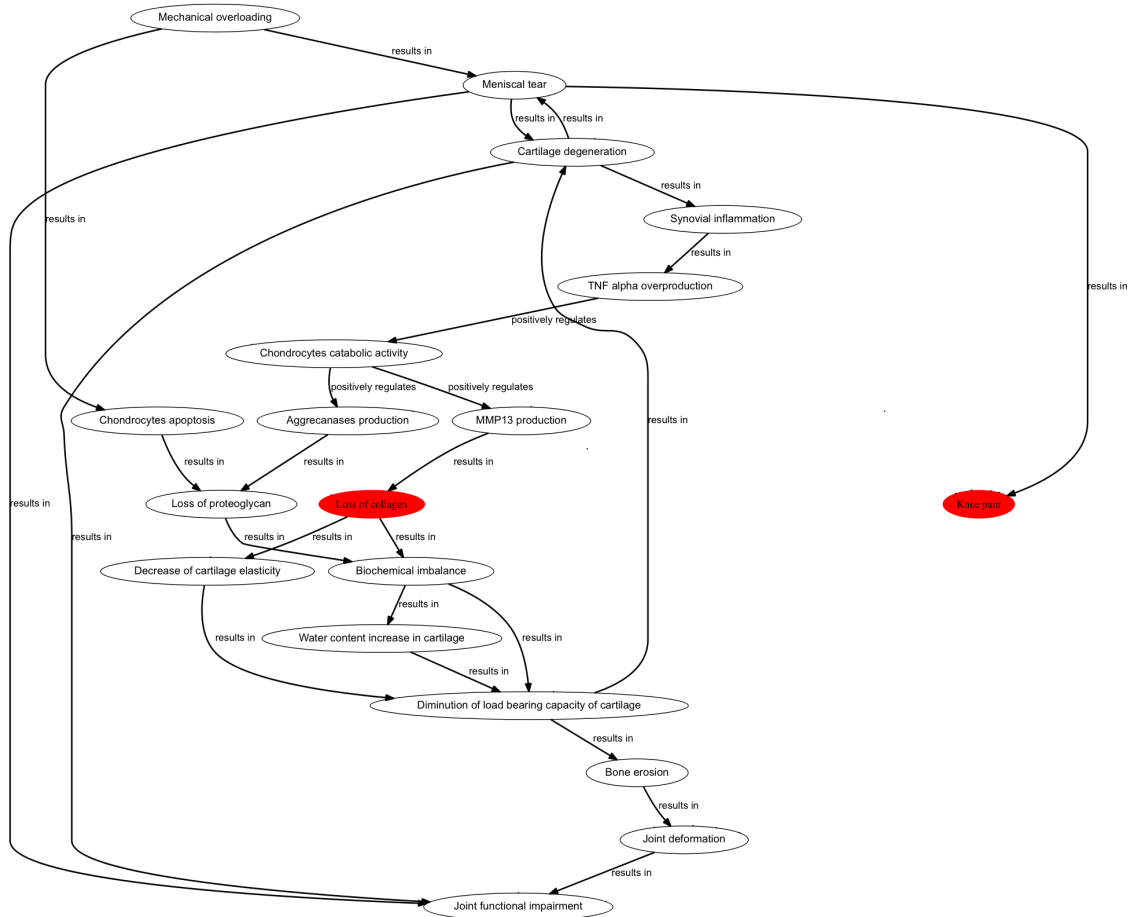 Mechanical overloading
results in
Meniscal tear
results in
results in
Cartilage degeneration
results in
Synovial inflammation
results in
results in
TNF alpha overproduction
results in
positively regulates
Chondrocytes catabolic activity
positively regulates
positively regulates
Chondrocytes apoptosis
Aggrecanases production
MMP13 production
results in
results in
results in
results in
results in
Loss of proteoglycan
Loss of collagen
Knee pain
results in
results in
results in
results in
Decrease of cartilage elasticity
Biochemical imbalance
results in
Water content increase in cartilage
results in
results in
results in
Diminution of load bearing capacity of cartilage
results in
Bone erosion
results in
Joint deformation
results in
Joint functional impairment